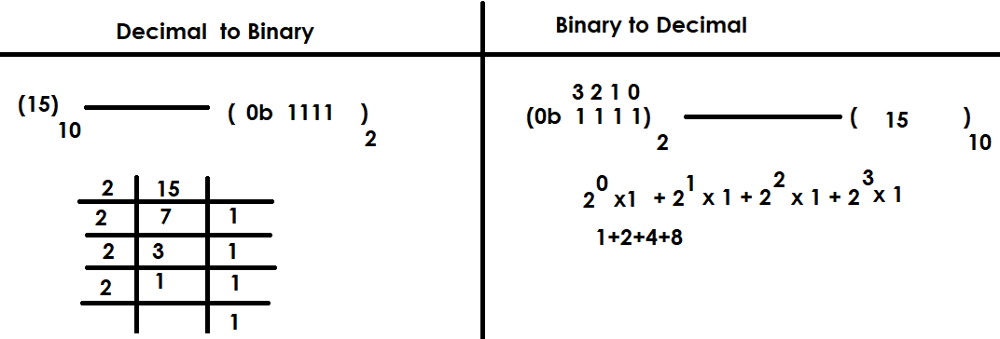 Decimal to Binary
(15)10 ( 0b 1111 )2
2 15
2 7 1
2 3 1
2 1 1
1
Binary to Decimal
3 2 1 0
(0b 1 1 1 1)2 ( 15 )10
2^0 x1 + 2^1 x 1 + 2^2 x 1 + 2^3 x 1
1+2+4+8